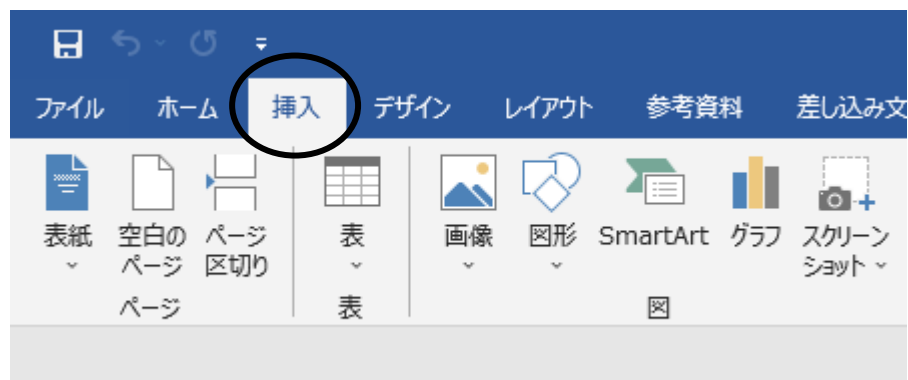 ファイル ホーム 挿入 デザイン レイアウト 参考資料 差し込み文
表紙 空白の ページ 表 画像 図形 SmartArt グラフ スクリーン
ページ 区切り ショット
ページ 表 図